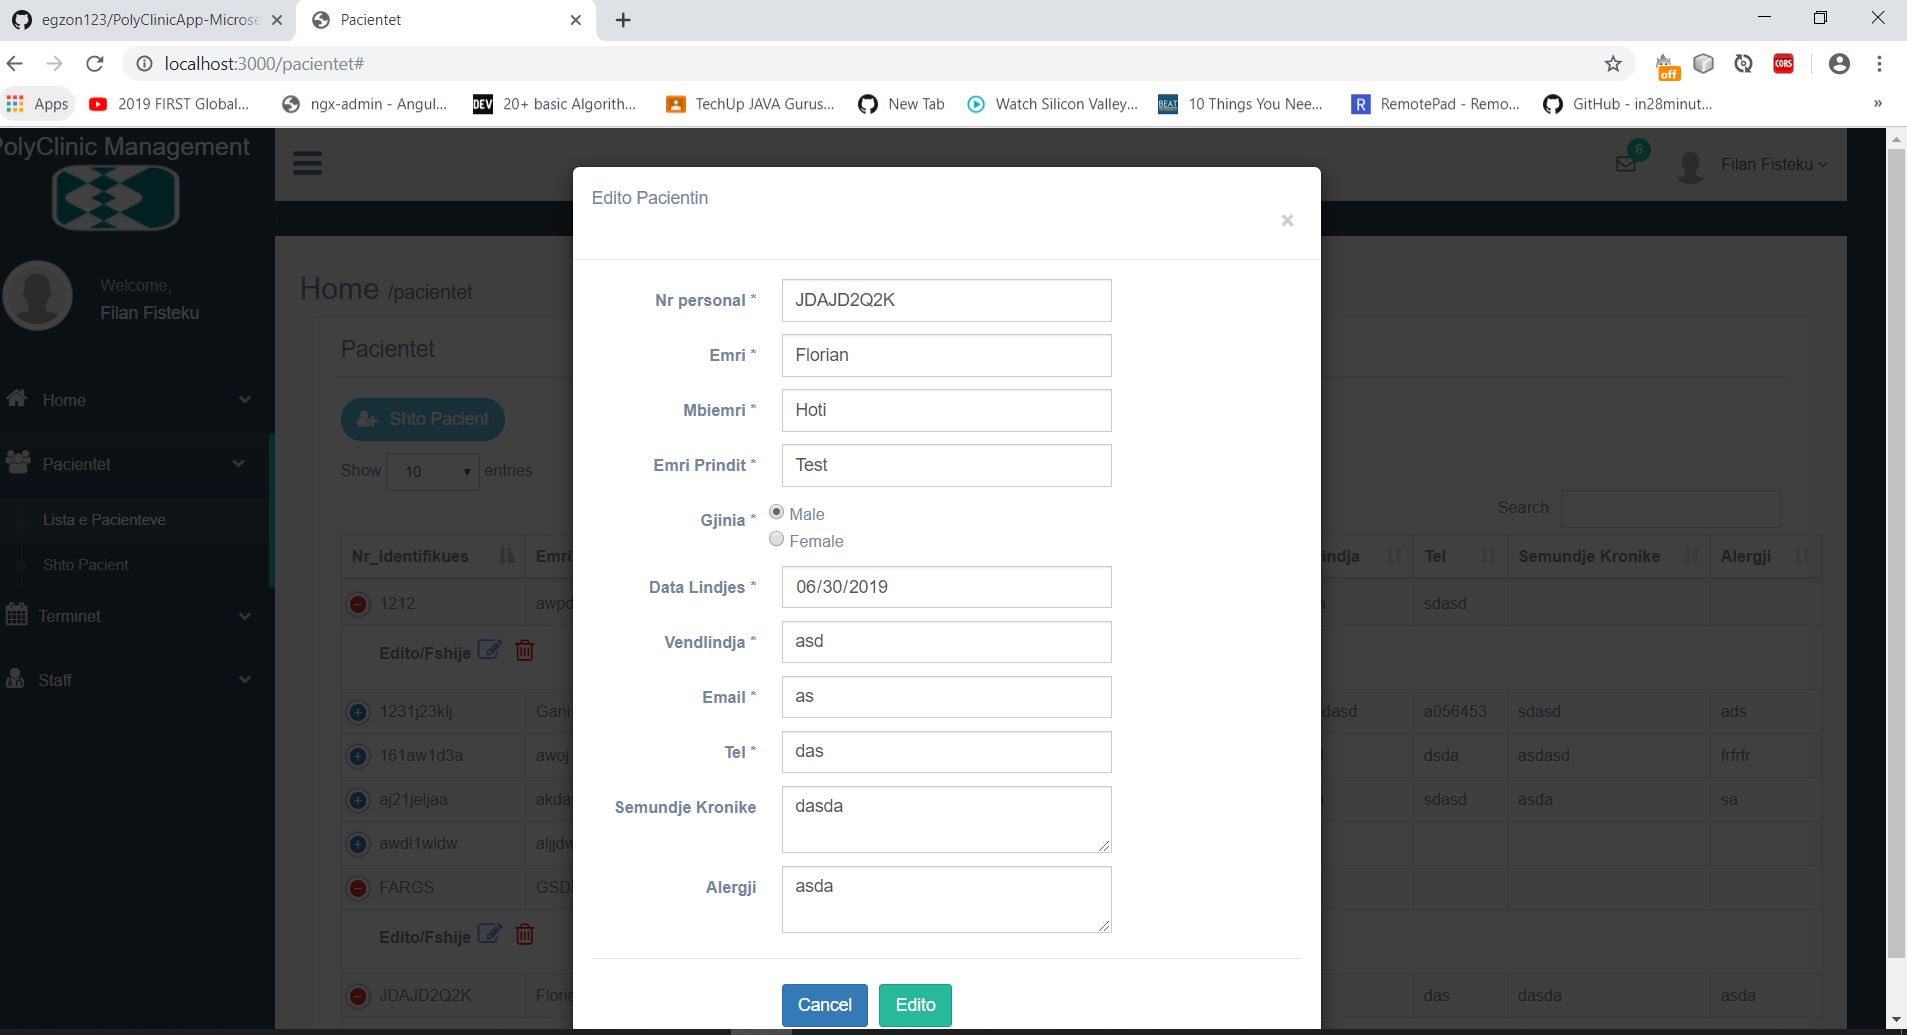 egzon123/PolyClinicApp-Microse
Pacientet
localhost:3000/pacientet#
off
CORS
Apps
2019 FIRST Global...
ngx-admin - Angul...
DEV
20+ basic Algorith...
TechUp JAVA Gurus...
New Tab
Watch Silicon Valley...
BEAT
10 Things You Nee...
R
RemotePad - Remo...
GitHub - in28minut...
»
olyClinic Management
6
Filan Fisteku
Welcome,
Filan Fisteku
Home
Pacientet
Lista e Pacienteve
Shto Pacient
Terminet
Staff
Home /pacientet
Pacientet
Shto Pacient
Show 10 entries
Search:
Nr_identifikues Emri indja Tel Semundje Kronike Alergji
1212 awpd a sdasd
Edito/Fshije
1231j23klj Gani dasd a056453 sdasd ads
161aw1d3a awoj dsda asdasd frfrfr
aj21jeljaa akda sdasd asda sa
awdl1wldw aljjdw
FARGS GSD
Edito/Fshije
JDAJD2Q2K Floria das dasda asda
Edito Pacientin
×
Nr personal * JDAJD2Q2K
Emri * Florian
Mbiemri * Hoti
Emri Prindit * Test
Gjinia * Male
Female
Data Lindjes * 06/30/2019
Vendlindja * asd
Email * as
Tel * das
Semundje Kronike dasda
Alergji asda
Cancel Edito